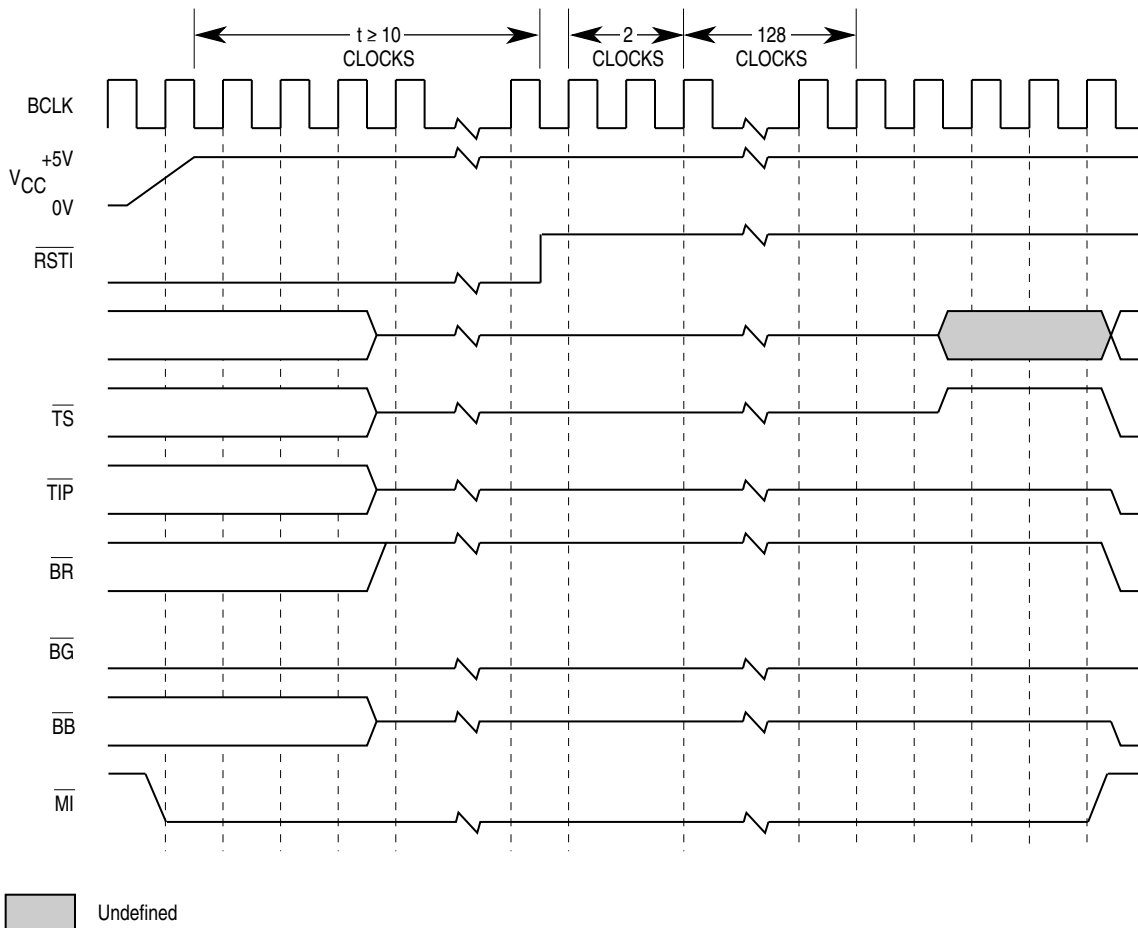 t ≥ 10
CLOCKS
2
CLOCKS
128
CLOCKS
BCLK
+5V
VCC
0V
RSTI
TS
TIP
BR
BG
BB
MI
Undefined